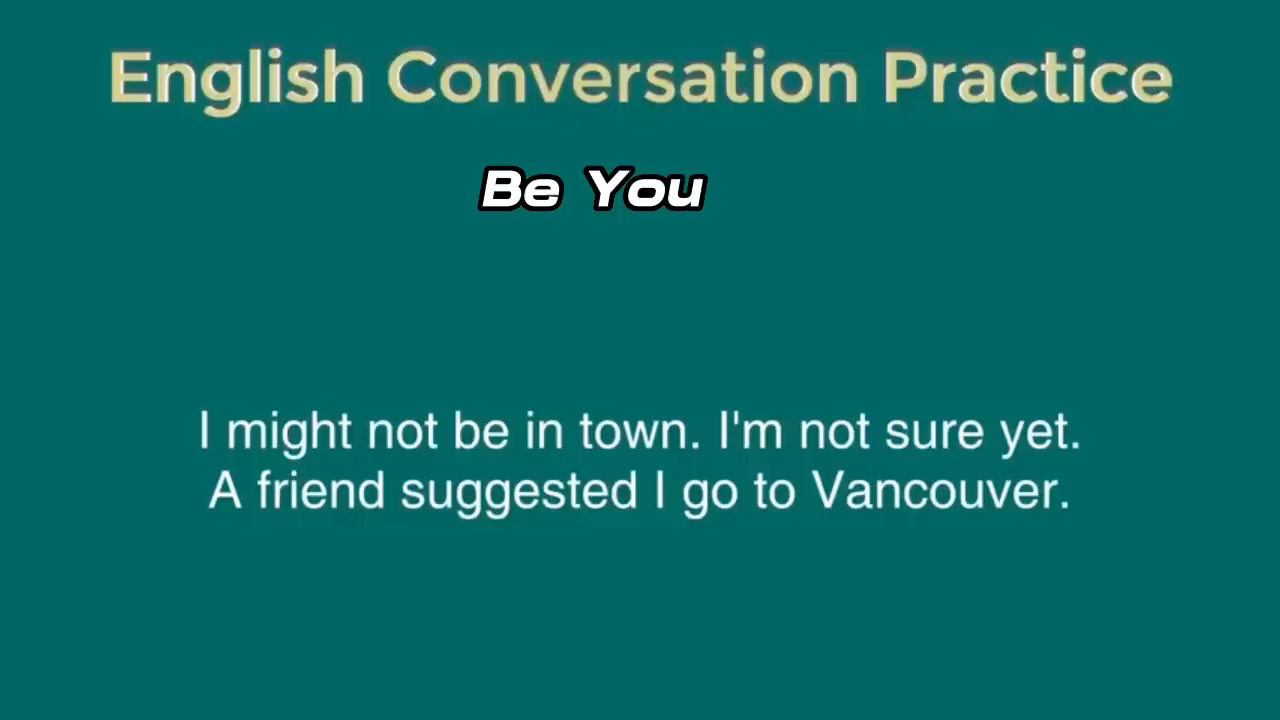 English Conversation Practice
Be You
I might not be in town. I'm not sure yet.
A friend suggested I go to Vancouver.